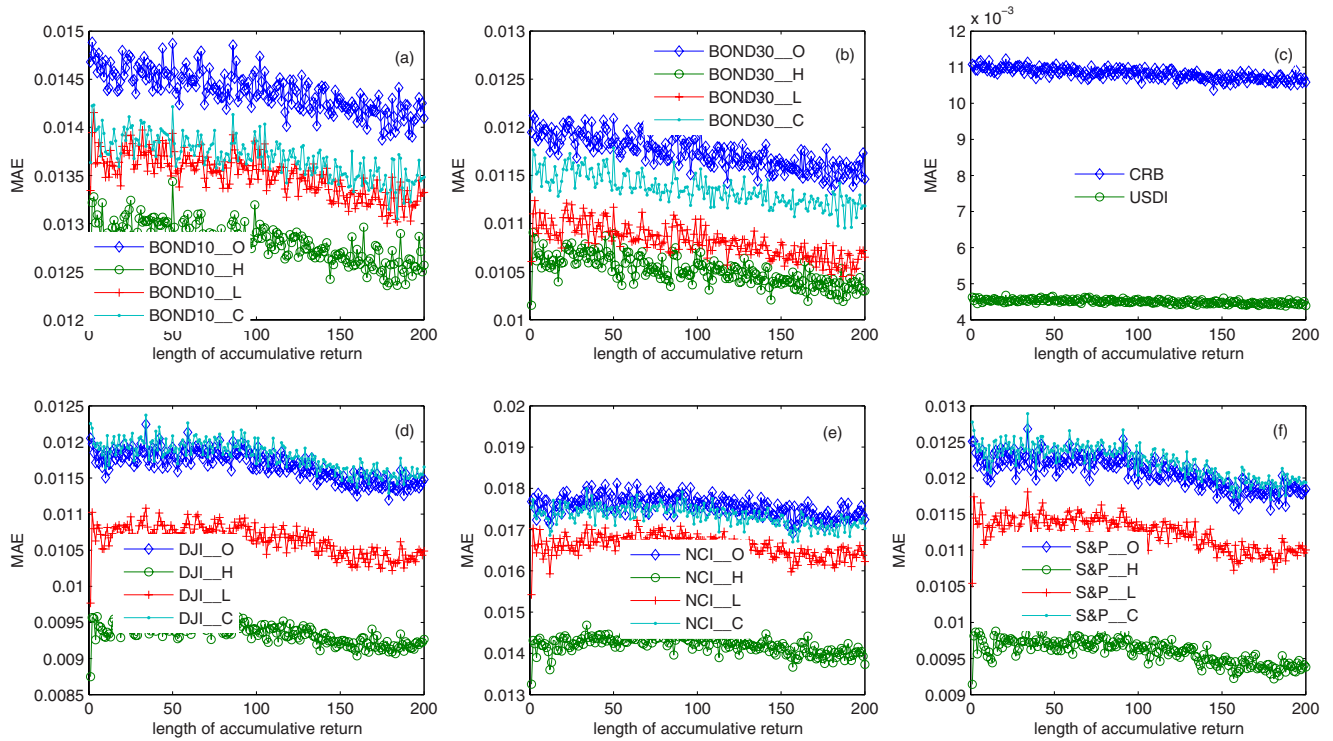 (a)
MAE
0.015
0.0145
0.014
0.0135
0.013
0.0125
0.012
BOND10__O
BOND10__H
BOND10__L
BOND10__C
0 50 100 150 200
length of accumulative return
(b)
MAE
0.013
0.0125
0.012
0.0115
0.011
0.0105
0.01
BOND30__O
BOND30__H
BOND30__L
BOND30__C
0 50 100 150 200
length of accumulative return
x 10⁻³
(c)
MAE
12
11
10
9
8
7
6
5
4
CRB
USDI
0 50 100 150 200
length of accumulative return
(d)
MAE
0.0125
0.012
0.0115
0.011
0.0105
0.01
0.0095
0.009
0.0085
DJI__O
DJI__H
DJI__L
DJI__C
0 50 100 150 200
length of accumulative return
(e)
MAE
0.02
0.019
0.018
0.017
0.016
0.015
0.014
0.013
NCI__O
NCI__H
NCI__L
NCI__C
0 50 100 150 200
length of accumulative return
(f)
MAE
0.013
0.0125
0.012
0.0115
0.011
0.0105
0.01
0.0095
0.009
S&P__O
S&P__H
S&P__L
S&P__C
0 50 100 150 200
length of accumulative return